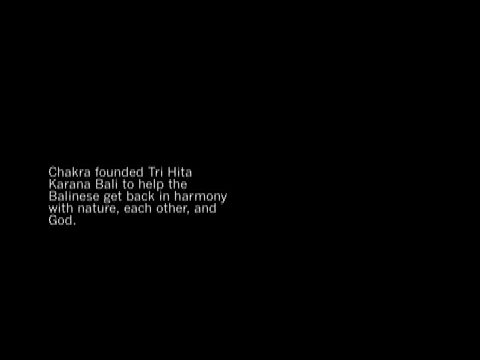 Chakra founded Tri Hita
Karana Bali to help the
Balinese get back in harmony
with nature, each other, and
God.